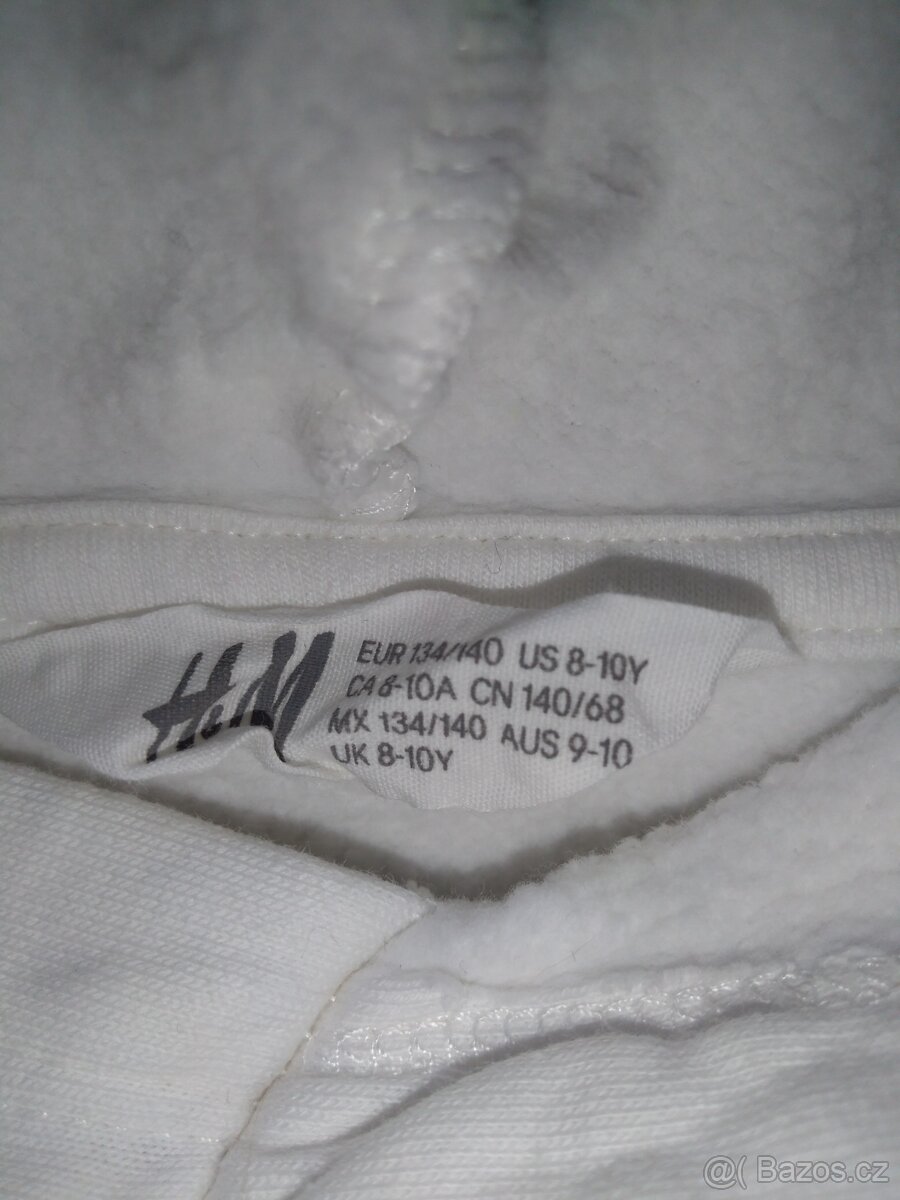 H&M
EUR 134/140 US 8-10Y
CA 8-10A CN 140/68
MX 134/140 AUS 9-10
UK 8-10Y
@( Bazos.cz